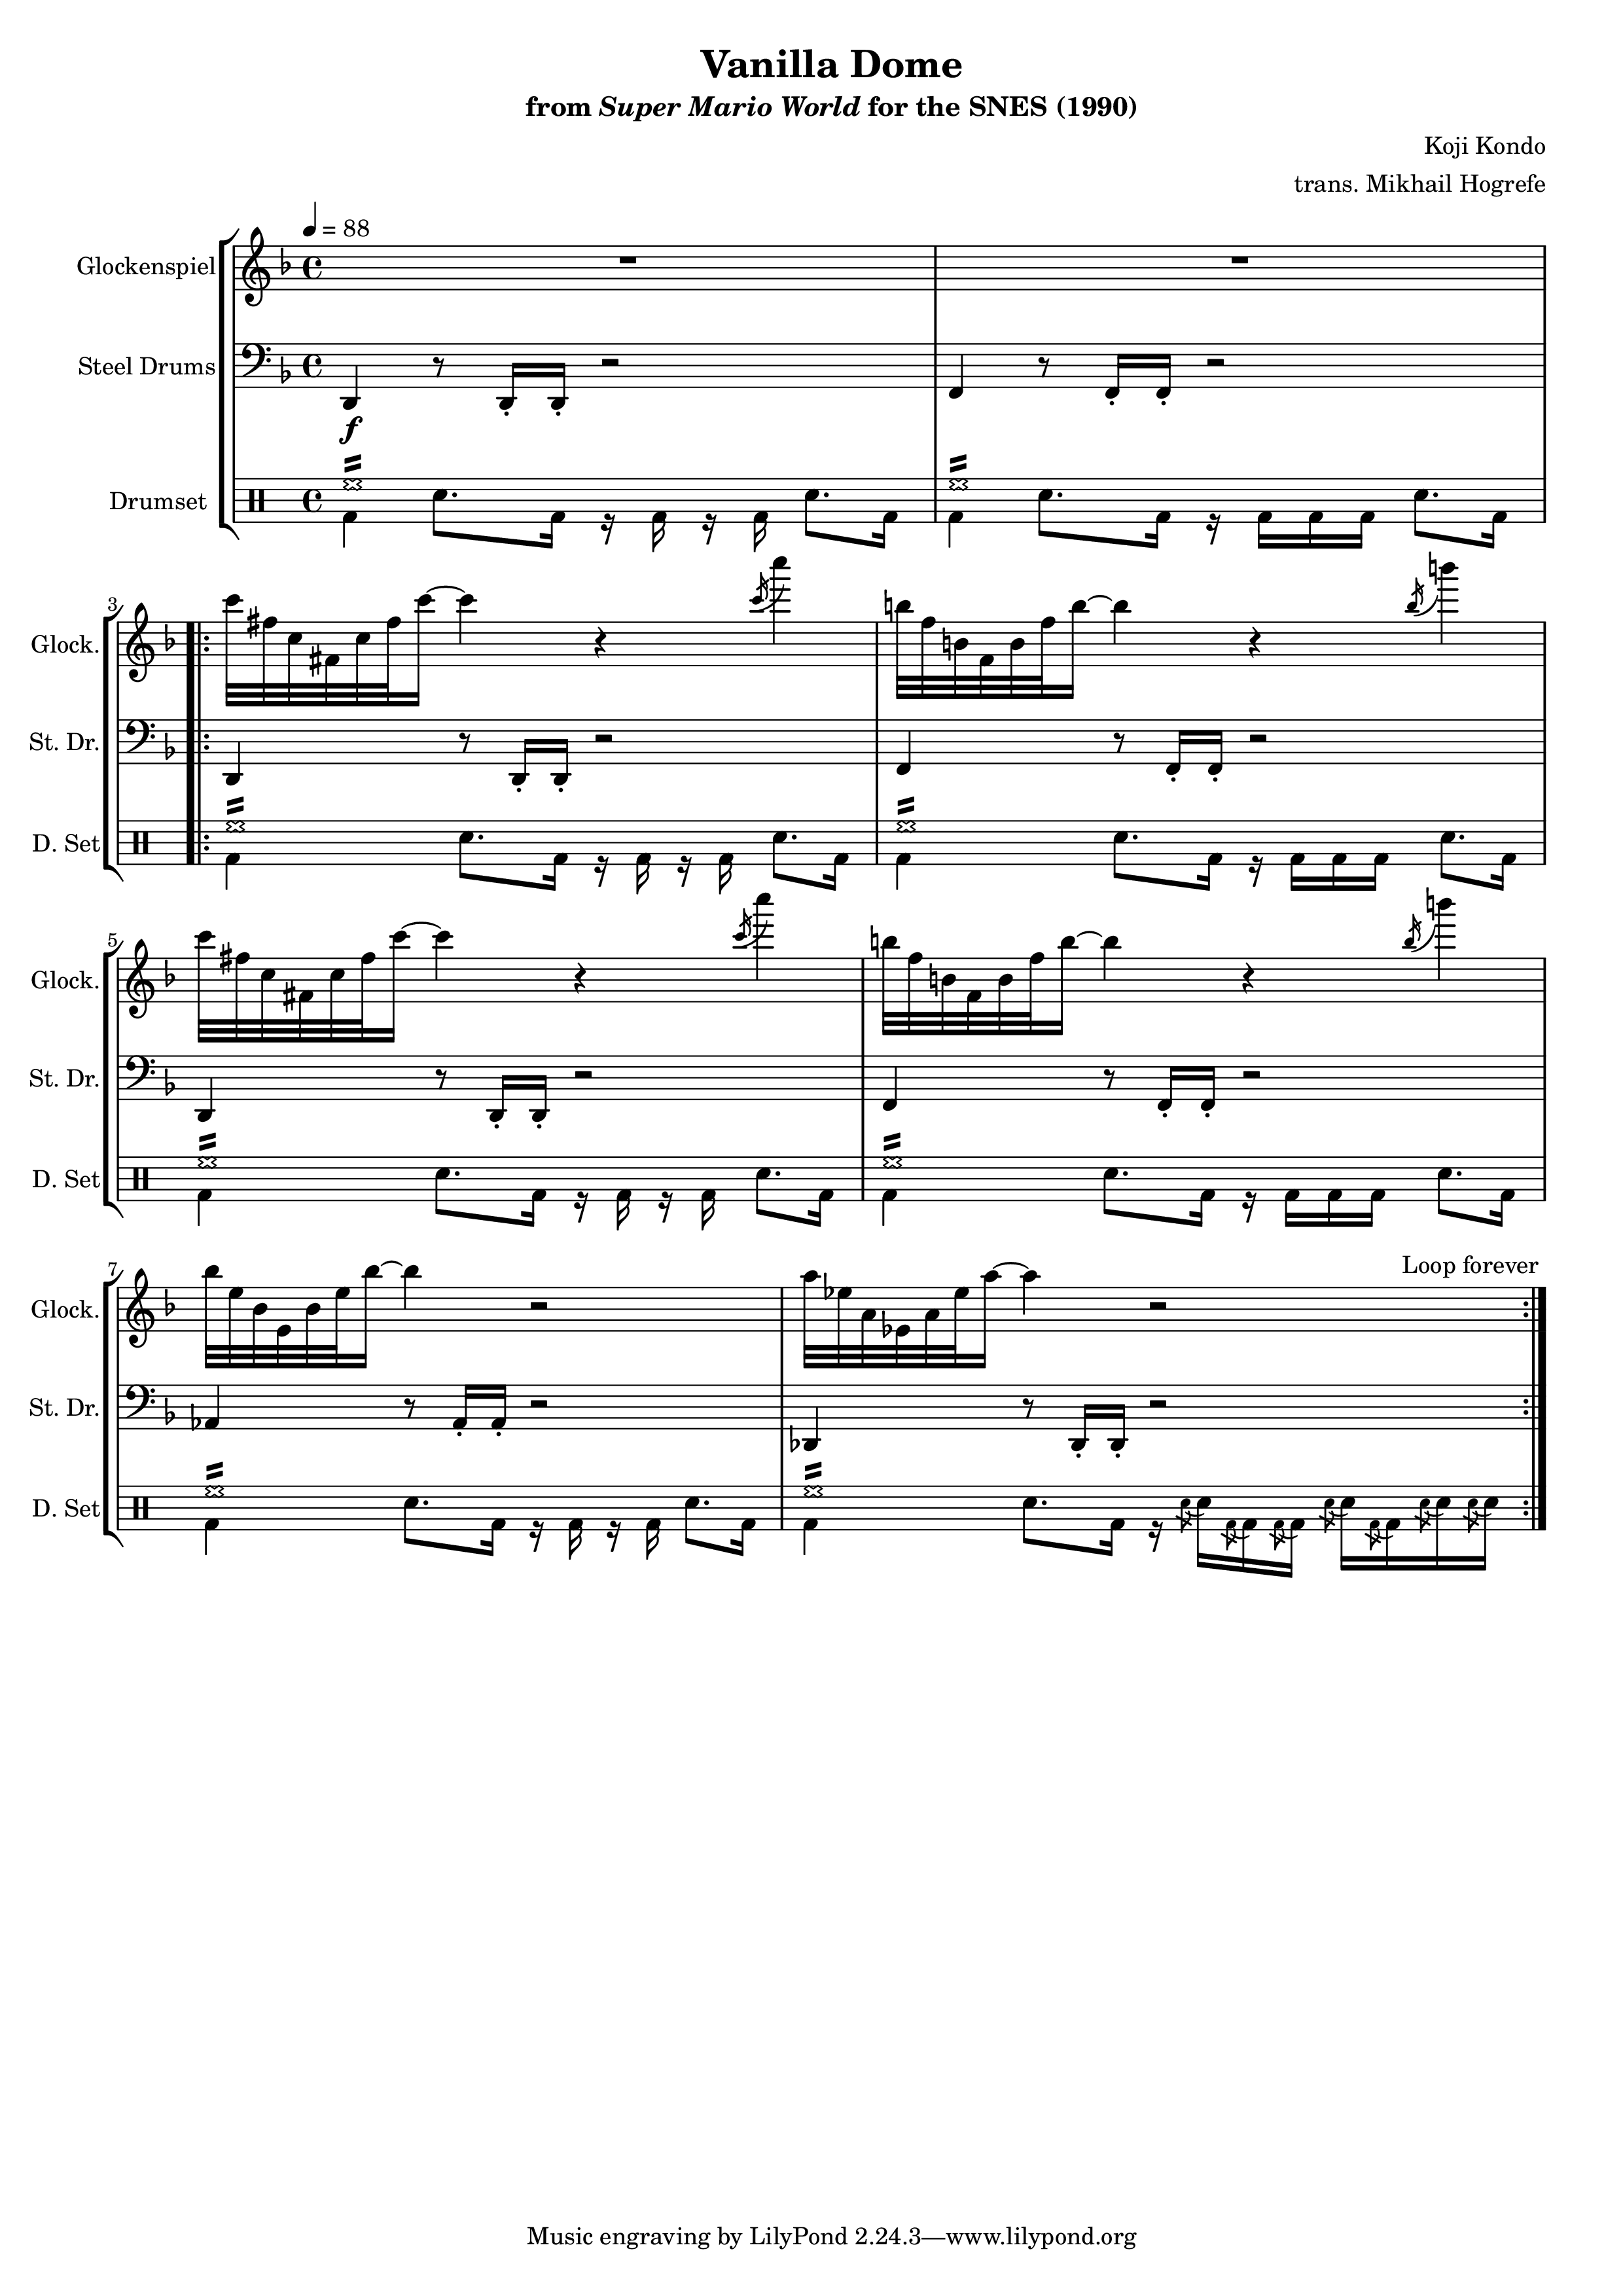 Vanilla Dome
from Super Mario World for the SNES (1990)
Koji Kondo
trans. Mikhail Hogrefe
= 88
Glockenspiel
Steel Drums
f
Drumset
3
Glock.
St. Dr.
D. Set
5
Glock.
St. Dr.
D. Set
Loop forever
7
Glock.
St. Dr.
D. Set
Music engraving by LilyPond 2.24.3—www.lilypond.org